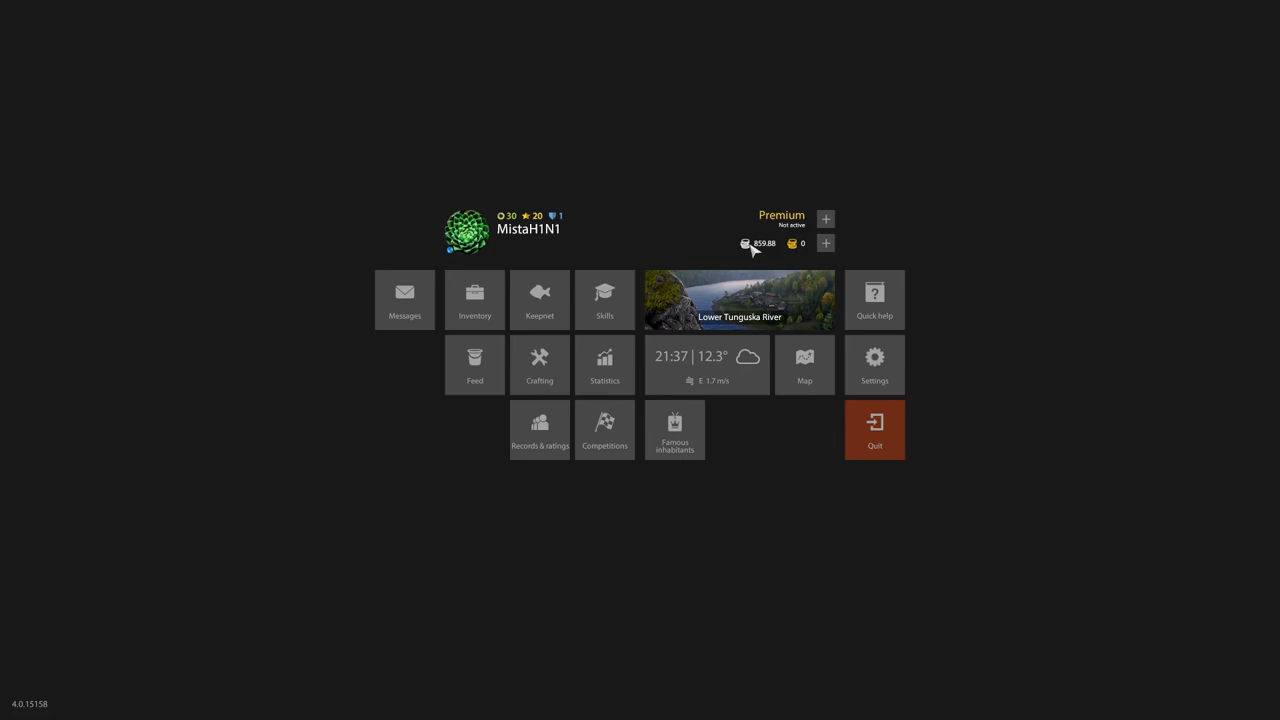 30 20 1
MistaH1N1
Premium
Not active
859.88 0
Messages
Inventory
Keepnet
Skills
Lower Tunguska River
Quick help
Feed
Crafting
Statistics
21:37 | 12.3°
E 1.7 m/s
Map
Settings
Records & ratings
Competitions
Famous
inhabitants
Quit
4.0.15158